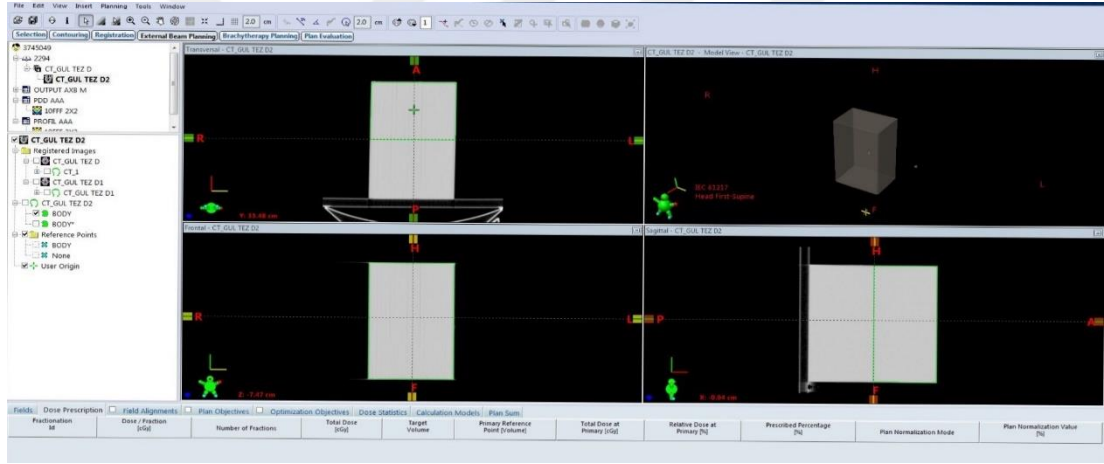 File Edit View Insert Planning Tools Window
2.0 cm 2.0 cm 1
Selection Contouring Registration External Beam Planning Brachytherapy Planning Plan Evaluation
3745049
2294
CT_GUL TEZ D
CT_GUL TEZ D2
OUTPUT AXB M
PDD AAA
10FFF 2X2
PROFIL AAA
CT_GUL TEZ D2
Registered Images
CT_GUL TEZ D
CT_1
CT_GUL TEZ D1
CT_GUL TEZ D1
CT_GUL TEZ D2
BODY
BODY*
Reference Points
BODY
None
User Origin
Transversal - CT_GUL TEZ D2
A
R
L
P
CT_GUL TEZ D2 - Model View - CT_GUL TEZ D2
H
R
L
F
IEC 61217
Head First-Supine
Frontal - CT_GUL TEZ D2
H
R
L
F
Z: -7.47 cm
Sagittal - CT_GUL TEZ D2
H
P
A
F
Fields Dose Prescription Field Alignments Plan Objectives Optimization Objectives Dose Statistics Calculation Models Plan Sum
Fractionation Id
Dose / Fraction [cGy]
Number of Fractions
Total Dose [cGy]
Target Volume
Primary Reference Point [Volume]
Total Dose at Primary [cGy]
Relative Dose at Primary [%]
Prescribed Percentage [%]
Plan Normalization Mode
Plan Normalization Value [%]